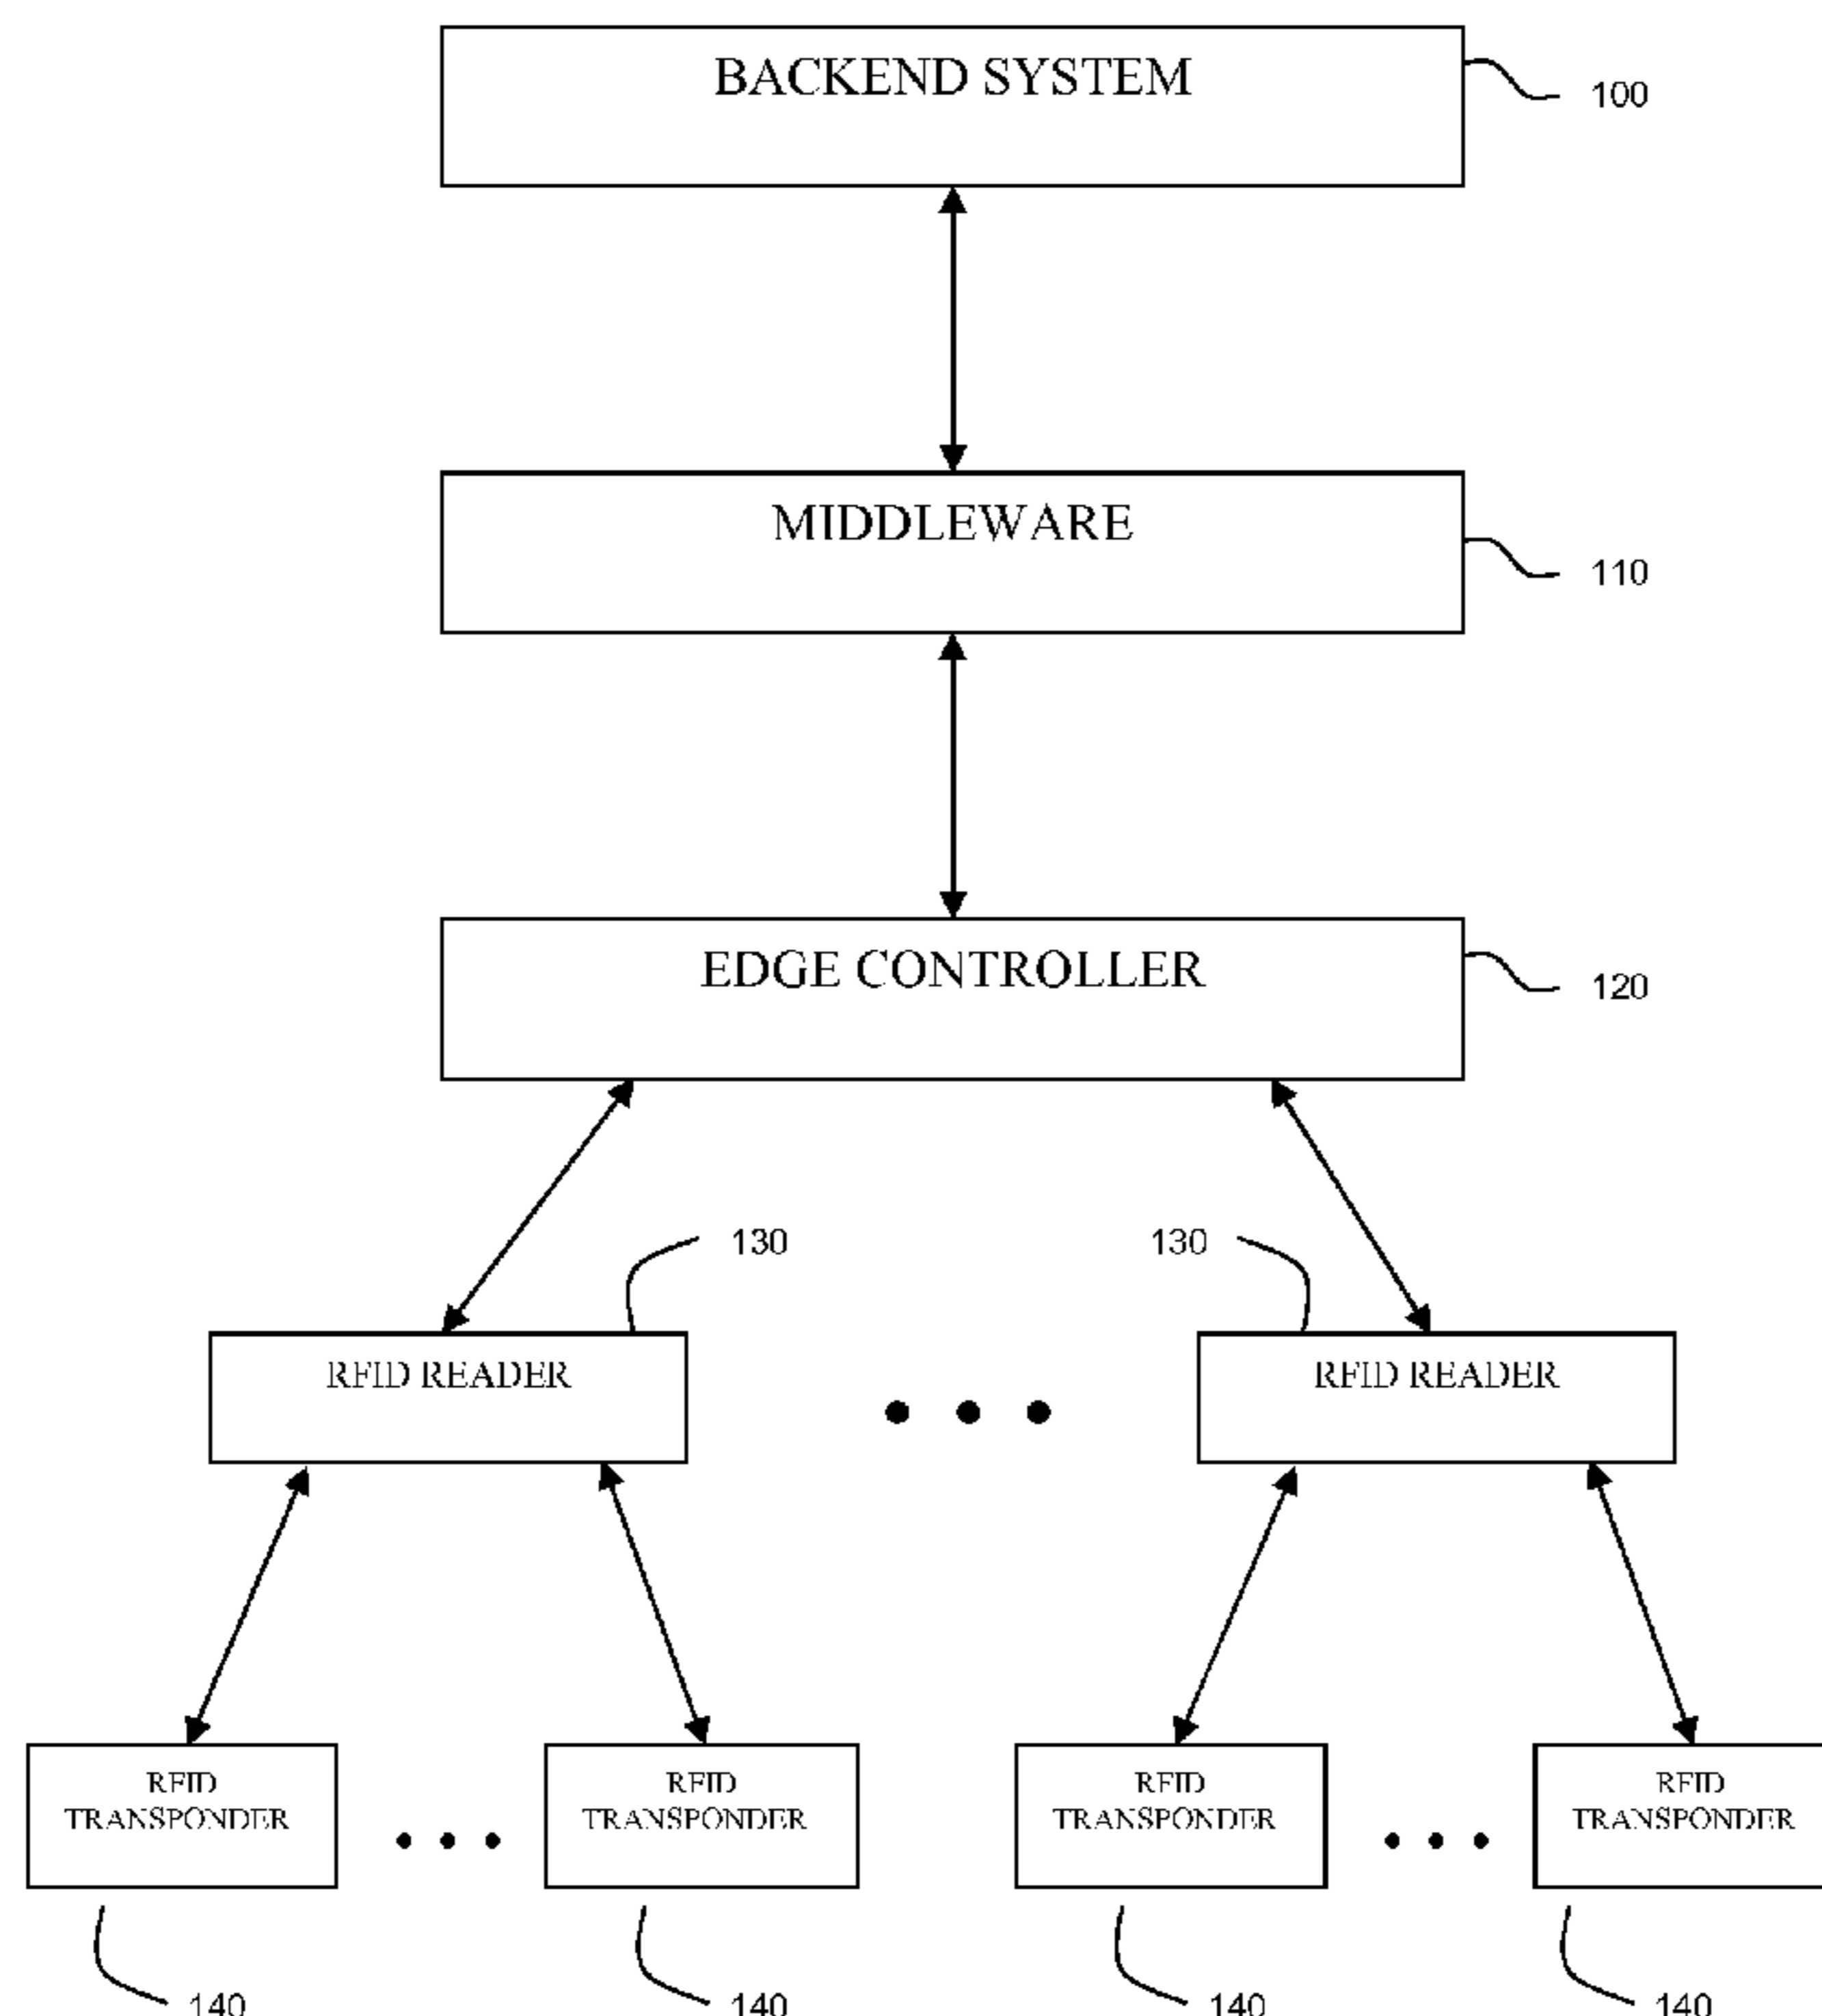 BACKEND SYSTEM
100
MIDDLEWARE
110
EDGE CONTROLLER
120
130
130
RFID READER
RFID READER
RFID
TRANSPONDER
RFID
TRANSPONDER
RFID
TRANSPONDER
RFID
TRANSPONDER
140
140
140
140